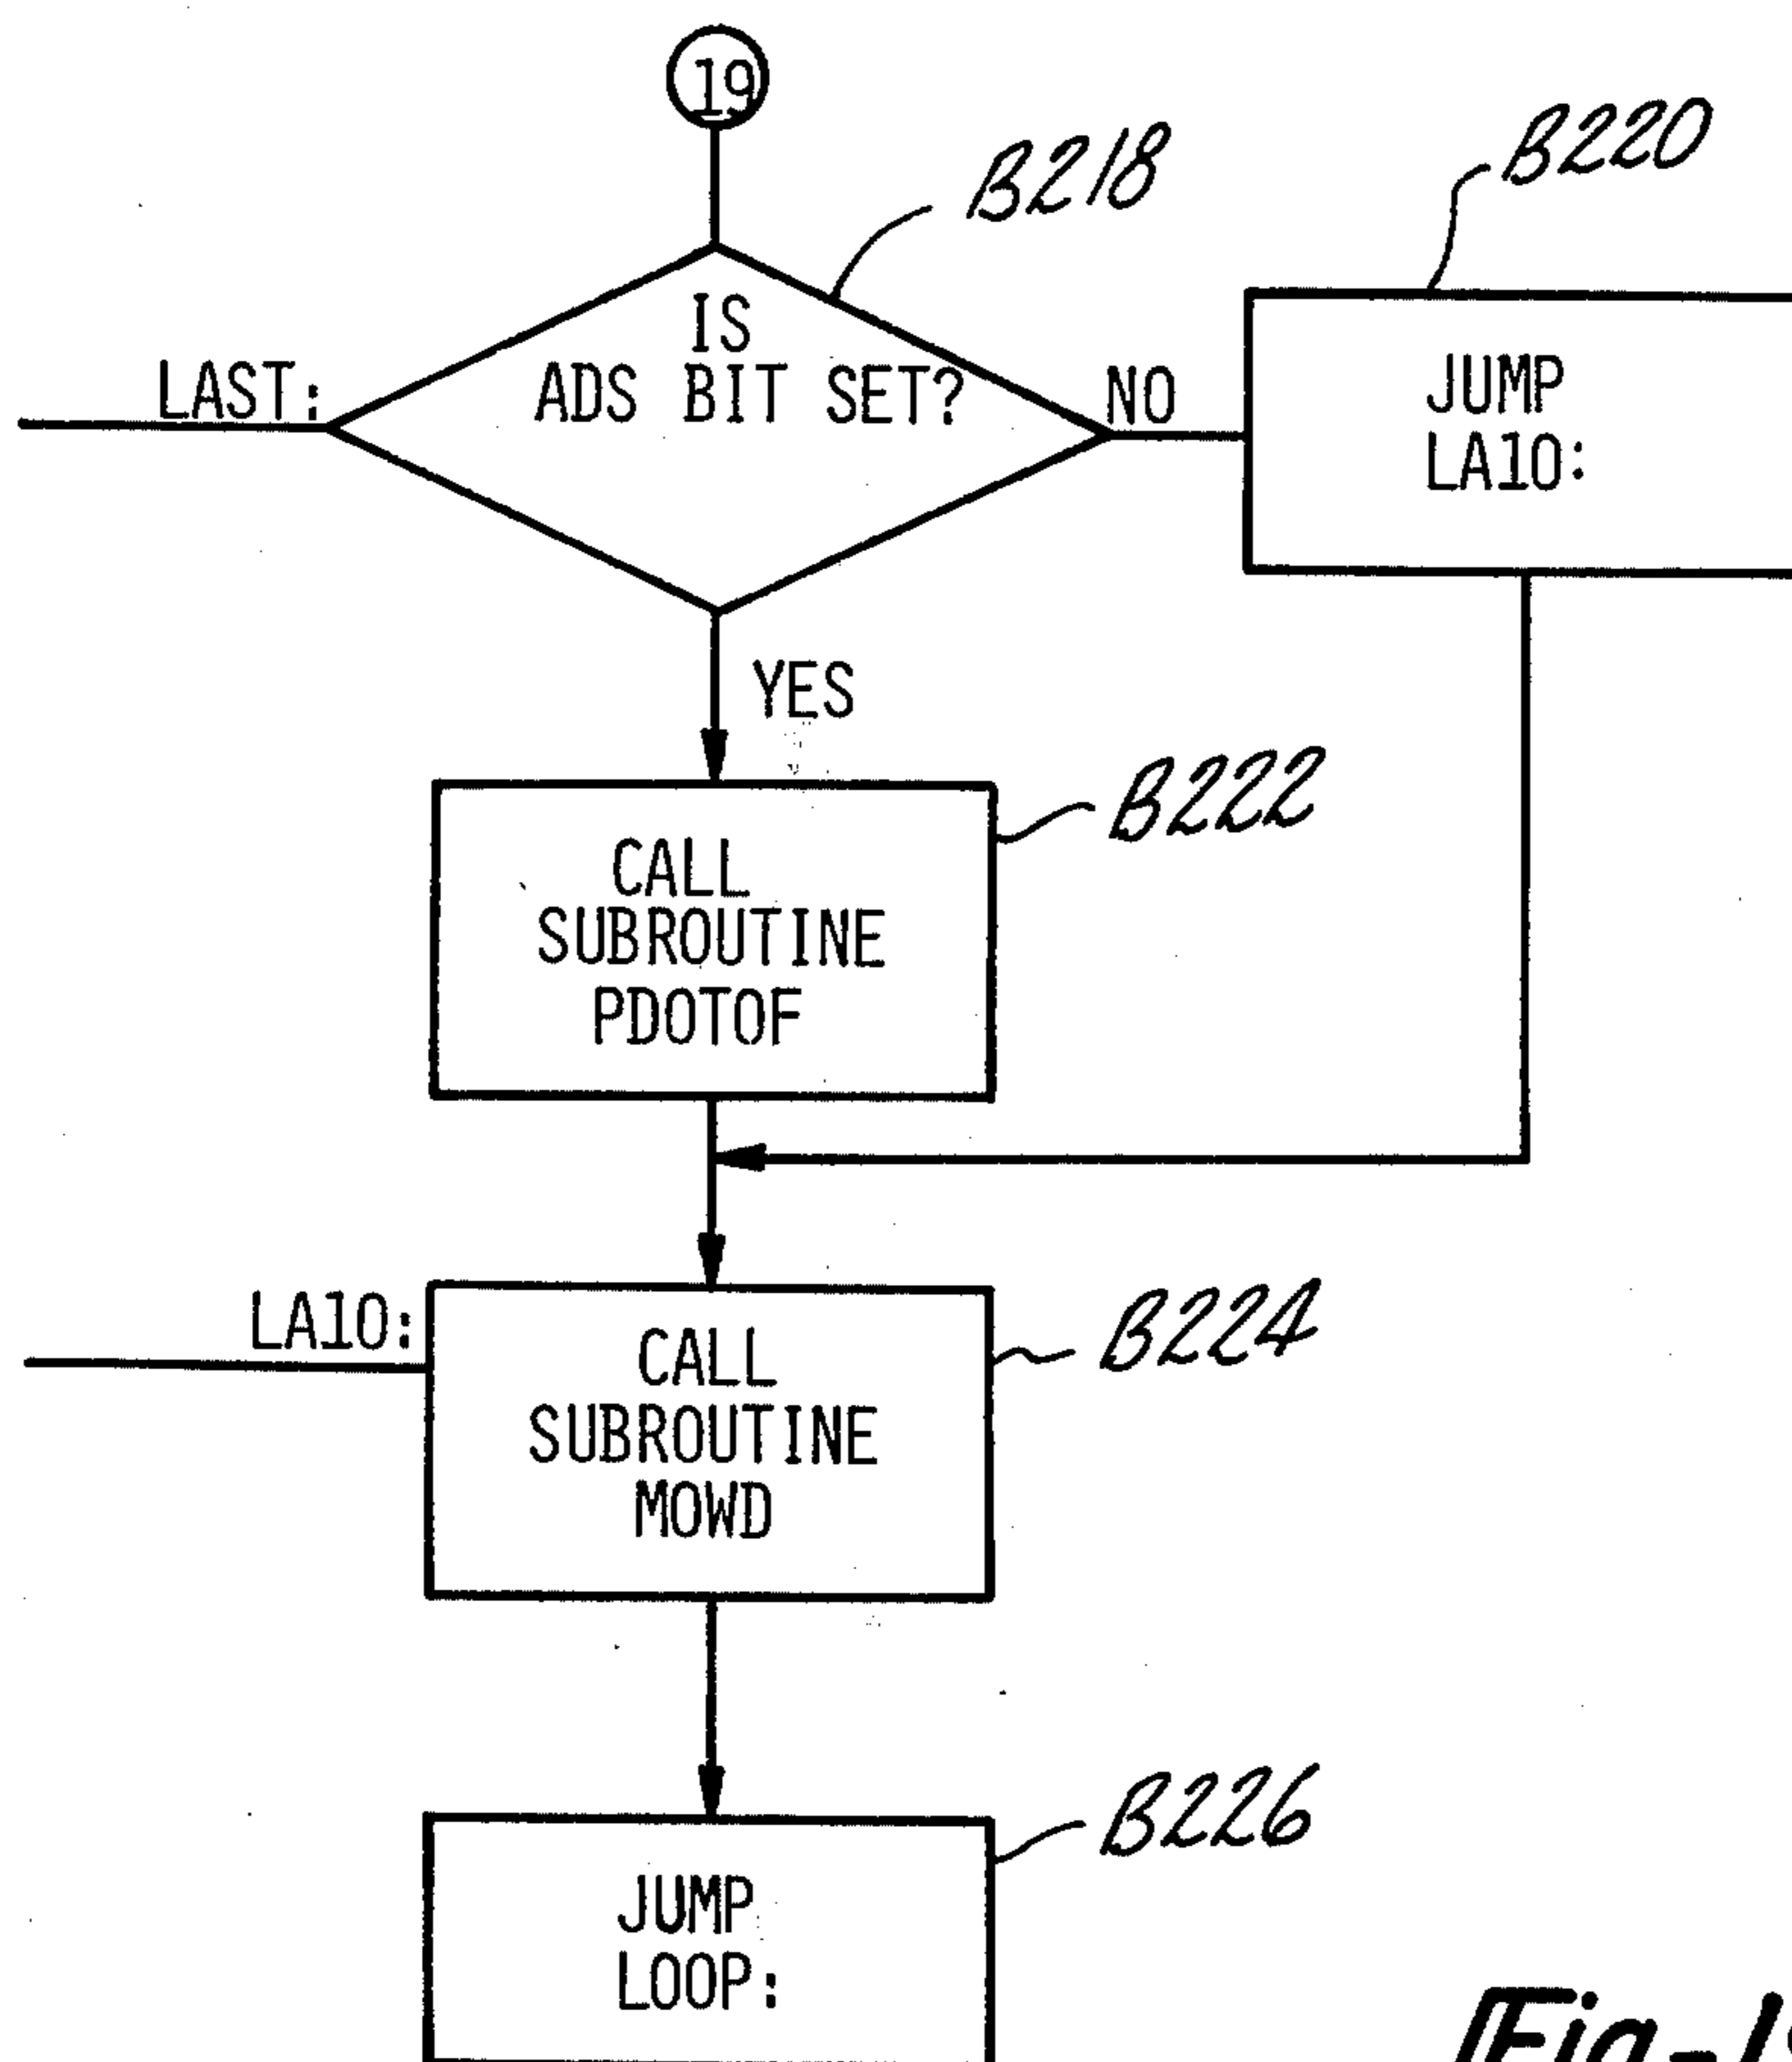 19
B218
B220
IS
ADS BIT SET?
LAST:
NO
JUMP
LA10:
YES
B222
CALL
SUBROUTINE
PDOTOF
LA10:
B224
CALL
SUBROUTINE
MOWD
B226
JUMP
LOOP: